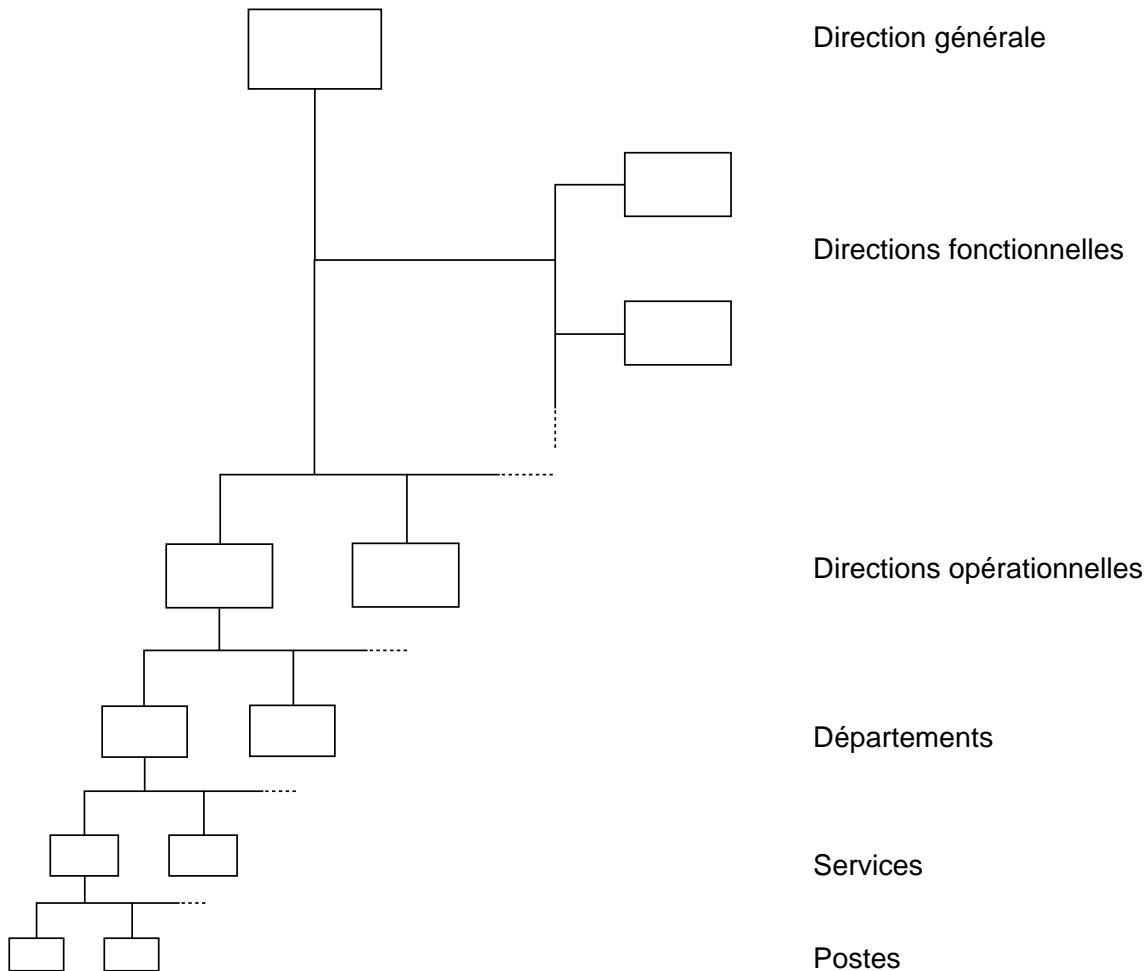 Direction générale
Directions fonctionnelles
Directions opérationnelles
Départements
Services
Postes